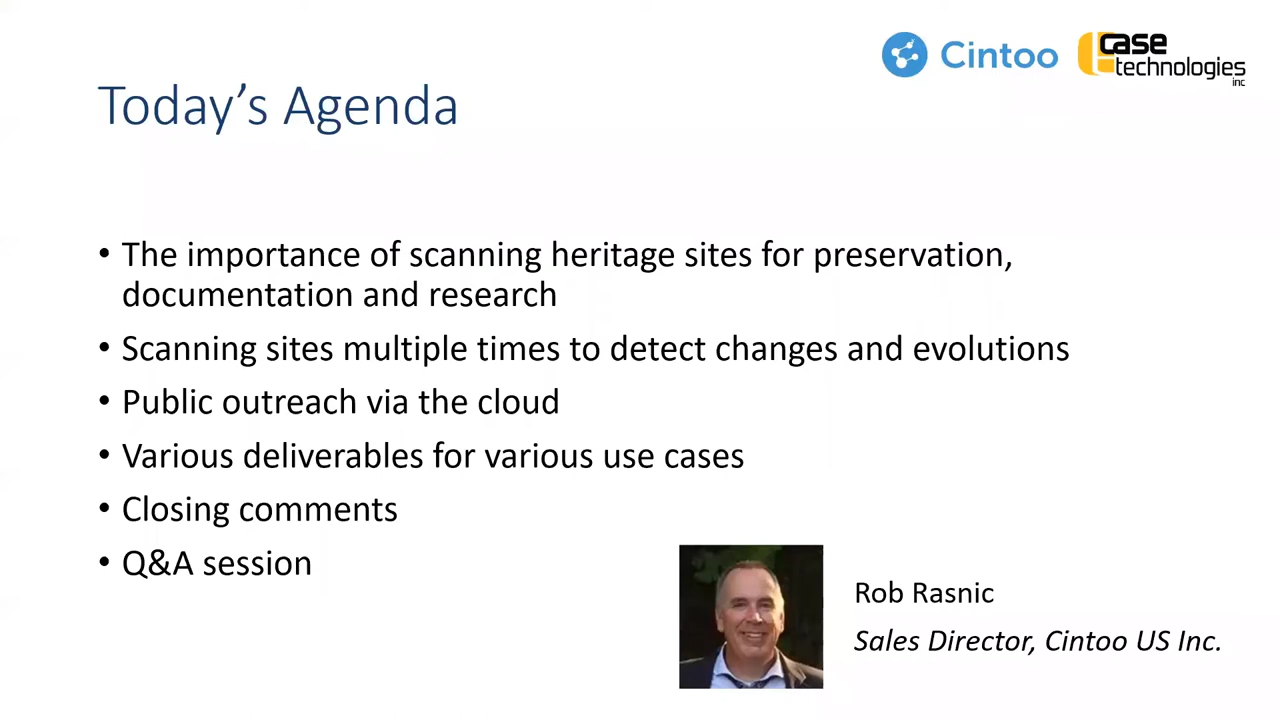 Cintoo
case
technologies
inc
Today's Agenda
• The importance of scanning heritage sites for preservation,
documentation and research
• Scanning sites multiple times to detect changes and evolutions
• Public outreach via the cloud
• Various deliverables for various use cases
• Closing comments
• Q&A session
Rob Rasnic
Sales Director, Cintoo US Inc.